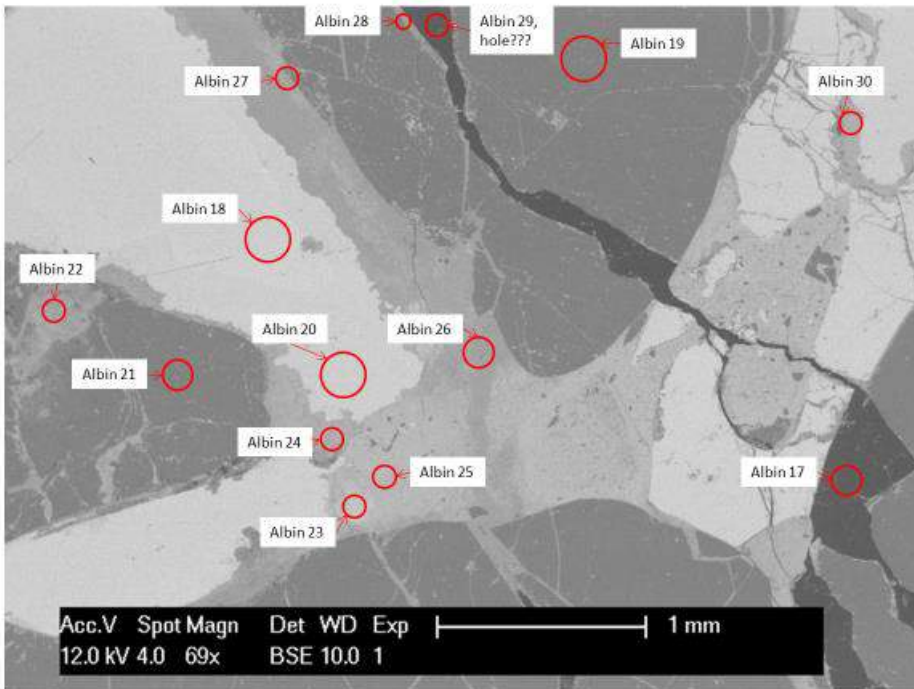 Albin 28
Albin 29,
hole???
Albin 19
Albin 27
Albin 30
Albin 18
Albin 22
Albin 20
Albin 26
Albin 21
Albin 24
Albin 25
Albin 17
Albin 23
Acc.V Spot Magn Det WD Exp 1 mm
12.0 kV 4.0 69x BSE 10.0 1